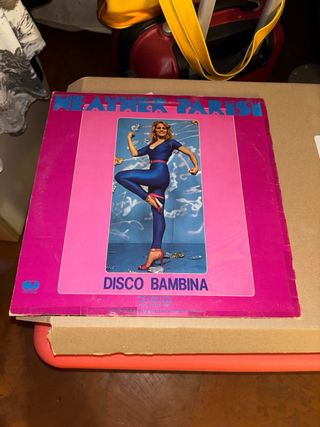 HEATHER PARISI
DISCO BAMBINA